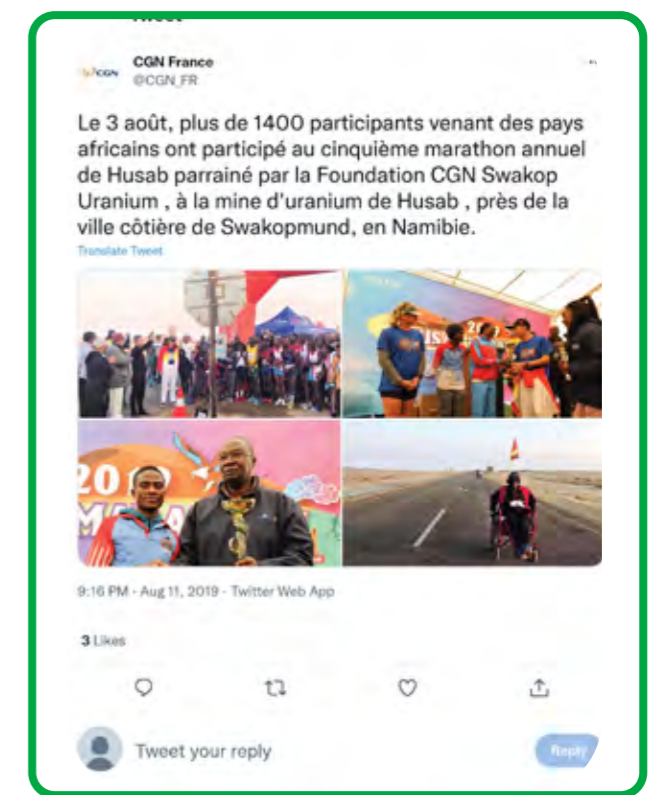 CGN
CGN France
@CGN_FR
Le 3 août, plus de 1400 participants venant des pays
africains ont participé au cinquième marathon annuel
de Husab parrainé par la Foundation CGN Swakop
Uranium , à la mine d'uranium de Husab , près de la
ville côtière de Swakopmund, en Namibie.
Translate Tweet
2019
9:16 PM - Aug 11, 2019 - Twitter Web App
3 Likes
Tweet your reply
Reply